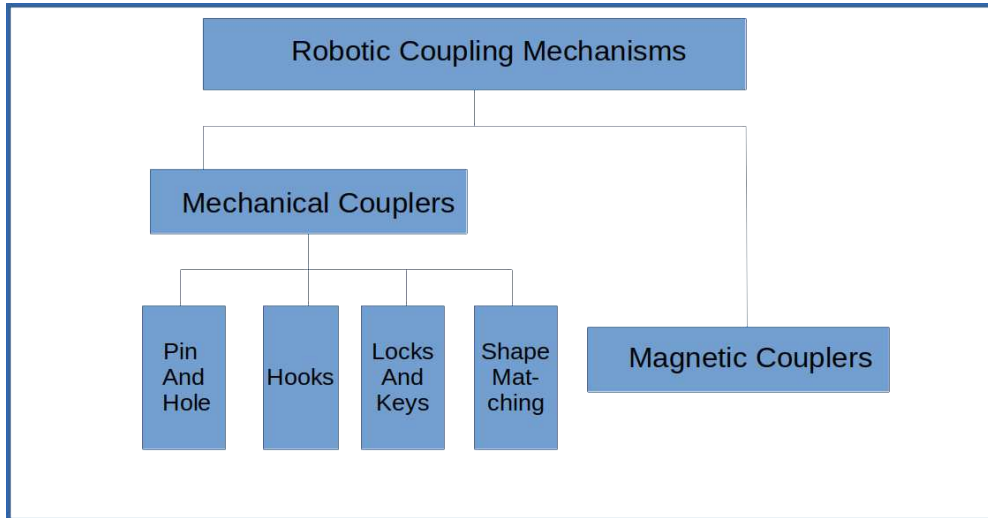 Robotic Coupling Mechanisms
Mechanical Couplers
Pin
And
Hole
Hooks
Locks
And
Keys
Shape
Mat-
ching
Magnetic Couplers